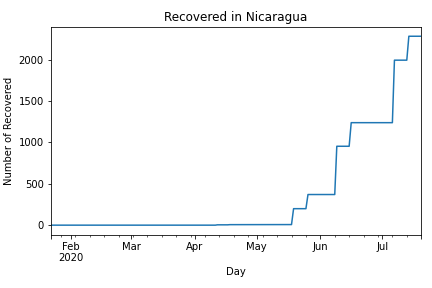 Recovered in Nicaragua
Number of Recovered
2000
1500
1000
500
0
Feb
2020
Mar
Apr
May
Jun
Jul
Day